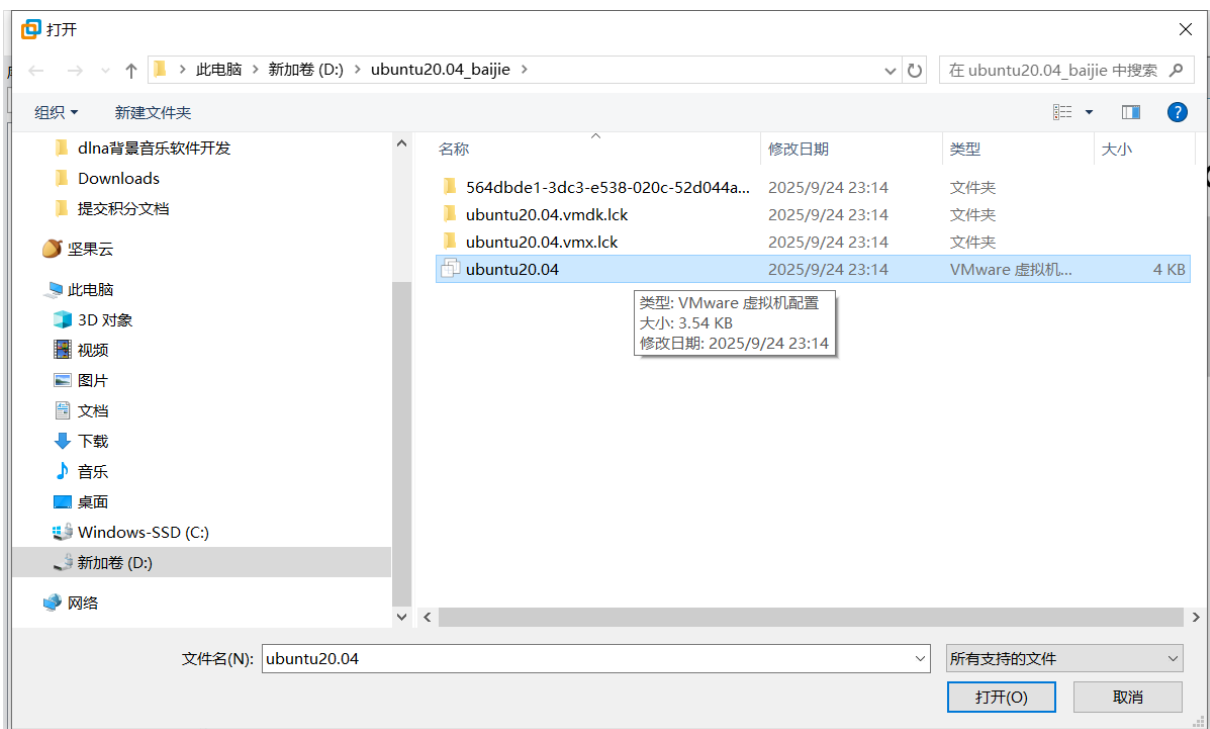 打开
此电脑 > 新加卷 (D:) > ubuntu20.04_baijie >
在 ubuntu20.04_baijie 中搜索
组织 新建文件夹
dlna背景音乐软件开发
Downloads
提交积分文档
坚果云
此电脑
3D 对象
视频
图片
文档
下载
音乐
桌面
Windows-SSD (C:)
新加卷 (D:)
网络
名称 修改日期 类型 大小
564dbde1-3dc3-e538-020c-52d044a... 2025/9/24 23:14 文件夹
ubuntu20.04.vmdk.lck 2025/9/24 23:14 文件夹
ubuntu20.04.vmx.lck 2025/9/24 23:14 文件夹
ubuntu20.04 2025/9/24 23:14 VMware 虚拟机... 4 KB
类型: VMware 虚拟机配置
大小: 3.54 KB
修改日期: 2025/9/24 23:14
文件名(N): ubuntu20.04 所有支持的文件
打开(O) 取消